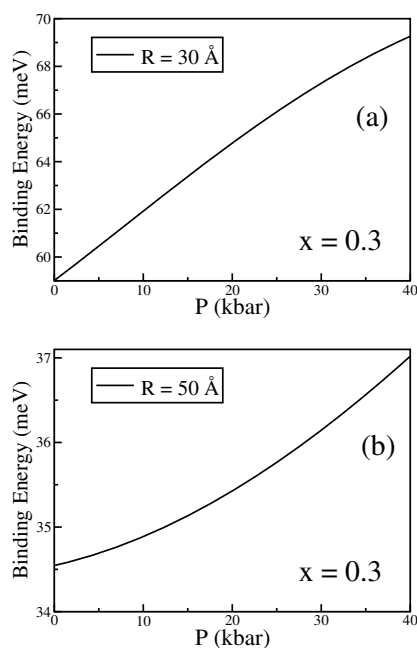 70
68
66
64
62
60
Binding Energy (meV)
R = 30 Å
(a)
x = 0.3
0
10
20
30
40
P (kbar)
37
36
35
34
Binding Energy (meV)
R = 50 Å
(b)
x = 0.3
0
10
20
30
40
P (kbar)